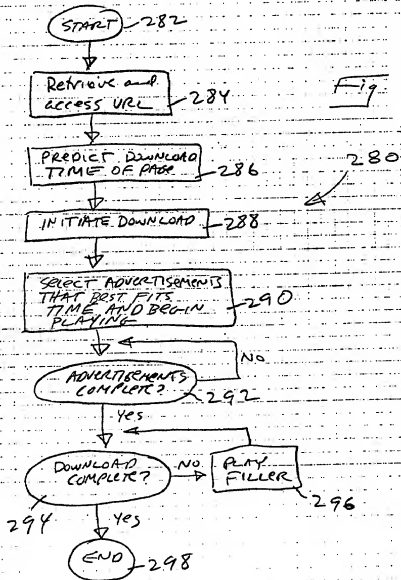 START
282
Retrieve and
access URL
284
Fig
PREDICT DOWNLOAD
TIME OF PAGE
286
280
INITIATE DOWNLOAD
288
SELECT ADVERTISEMENTS
THAT BEST FITS
TIME AND BEGIN
PLAYING
290
NO
ADVERTISEMENTS
COMPLETE?
292
Yes
DOWNLOAD
COMPLETE?
NO
PLAY
FILLER
294
296
Yes
END
298